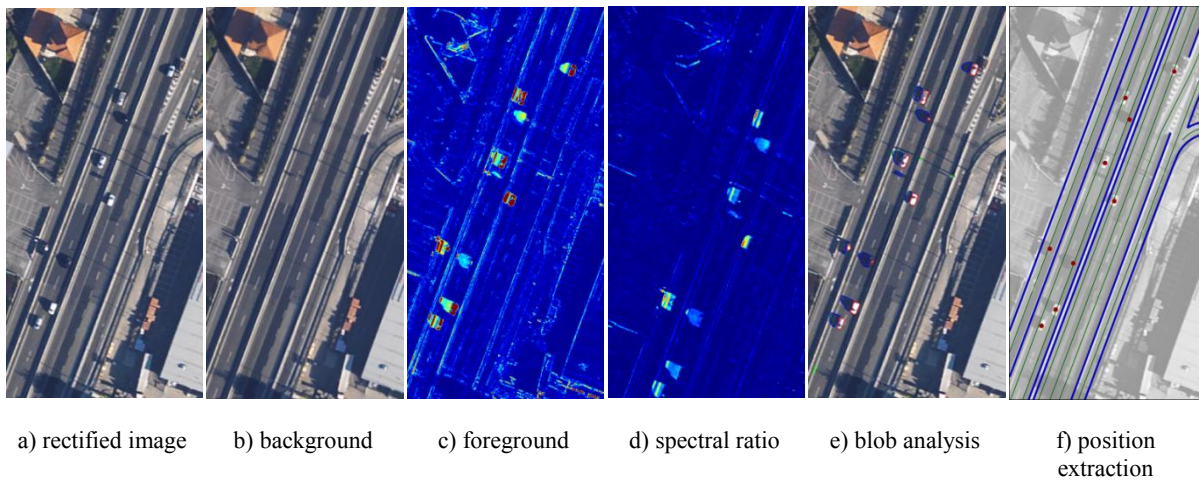 a) rectified image
b) background
c) foreground
d) spectral ratio
e) blob analysis
f) position
extraction